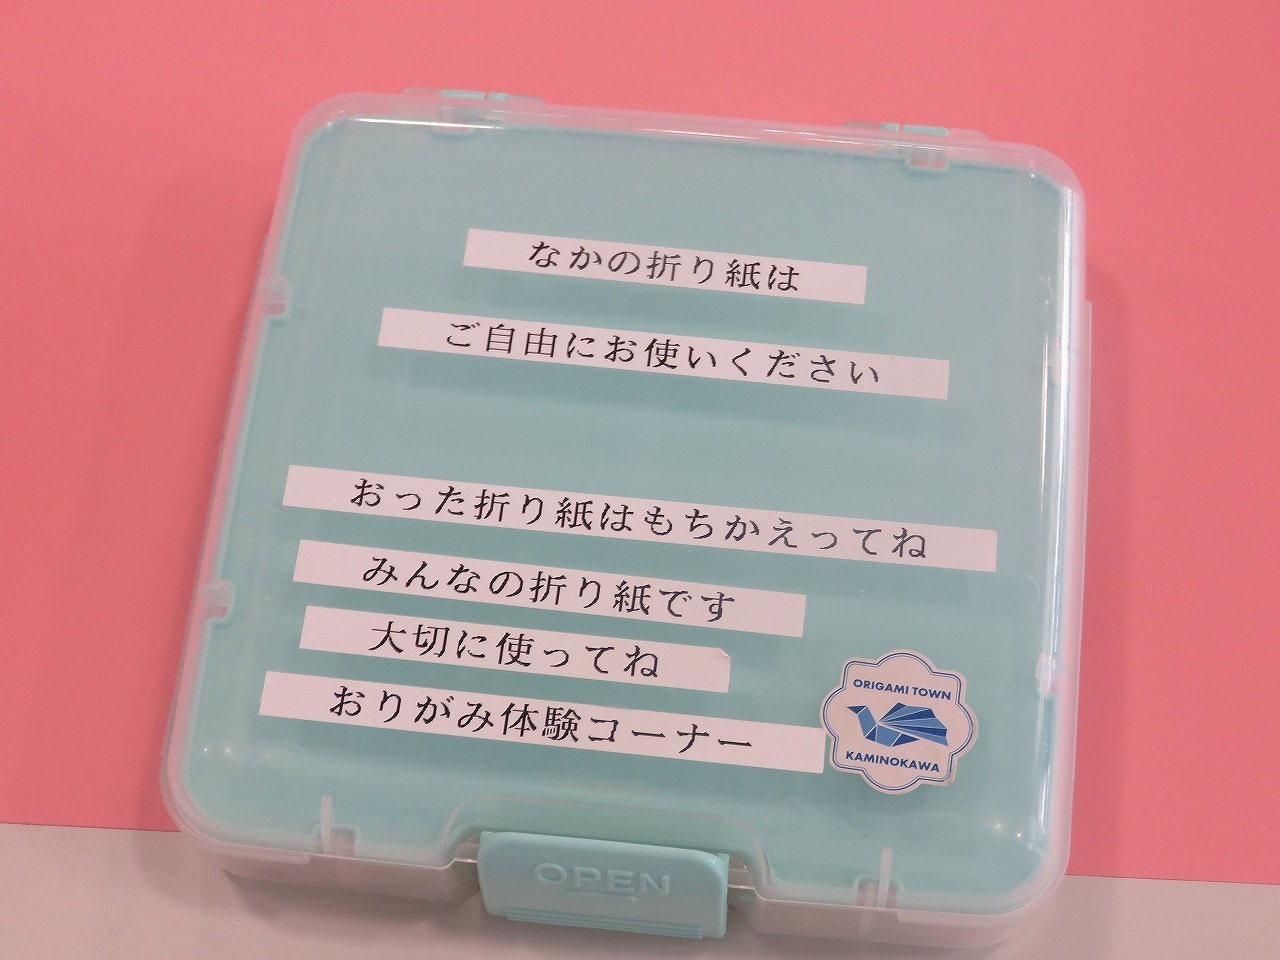 なかの折り紙は
ご自由にお使いください
おった折り紙はもちかえってね
みんなの折り紙です
大切に使ってね
おりがみ体験コーナー
ORIGAMI TOWN
KAMINOKAWA
OPEN